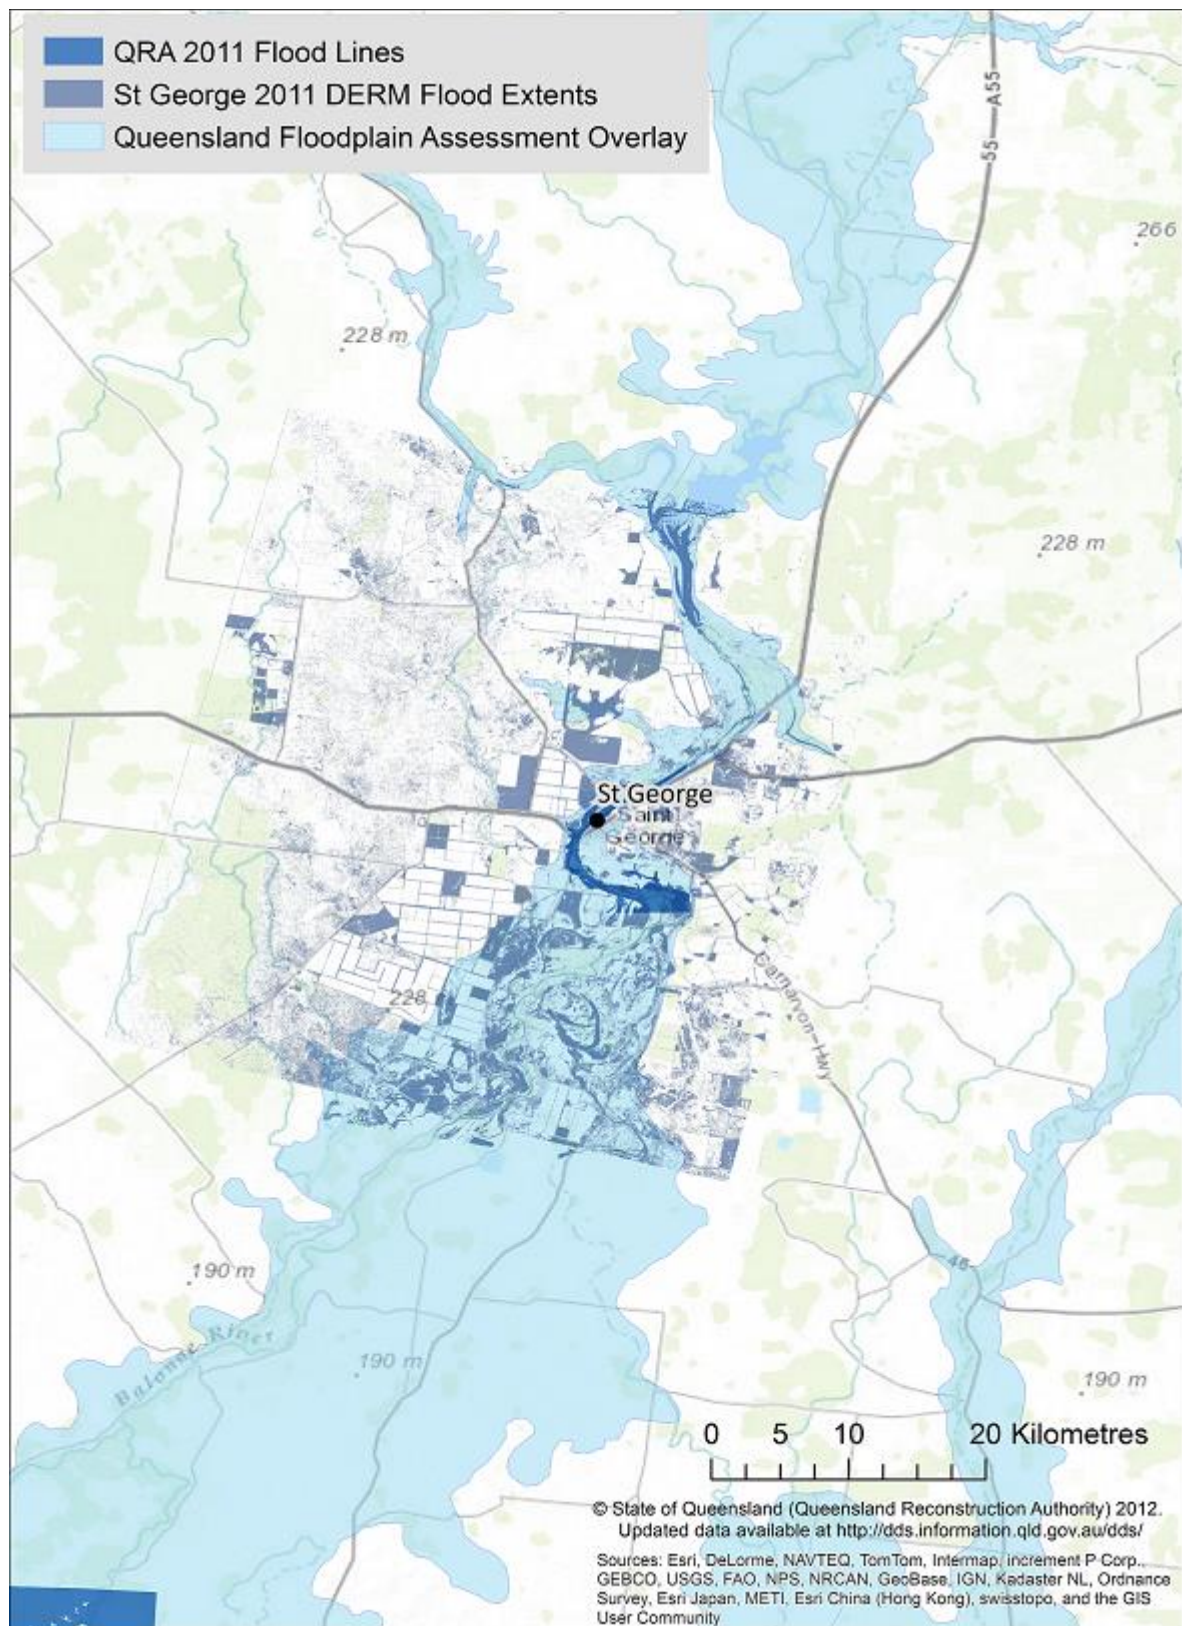 QRA 2011 Flood Lines
St George 2011 DERM Flood Extents
Queensland Floodplain Assessment Overlay
55
A55
266
228 m
228 m
St.George
Saint
George
Carnarvon Hwy
228
46
190 m
Balonne River
190 m
190 m
0 5 10 20 Kilometres
© State of Queensland (Queensland Reconstruction Authority) 2012.
Updated data available at http://dds.information.qld.gov.au/dds/
Sources: Esri, DeLorme, NAVTEQ, TomTom, Intermap, increment P Corp.,
GEBCO, USGS, FAO, NPS, NRCAN, GeoBase, IGN, Kadaster NL, Ordnance
Survey, Esri Japan, METI, Esri China (Hong Kong), swisstopo, and the GIS
User Community